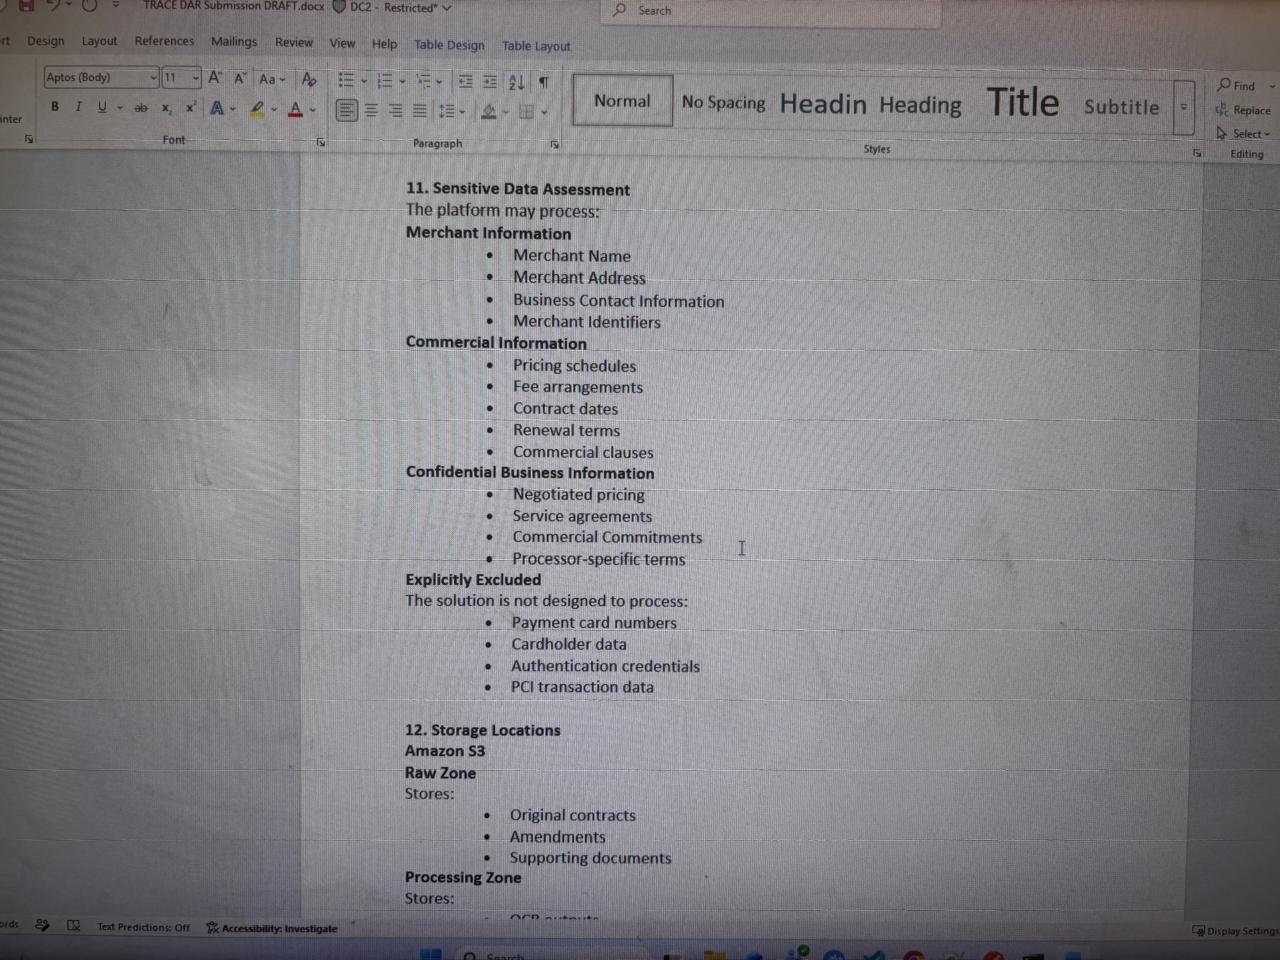 TRACE DAR Submission DRAFT.docx DC2 - Restricted*
Search
Design Layout References Mailings Review View Help Table Design Table Layout
Aptos (Body) 11
Find
Replace
Select
Normal No Spacing Headin Heading Title Subtitle
Font Paragraph Styles Editing
11. Sensitive Data Assessment
The platform may process:
Merchant Information
• Merchant Name
• Merchant Address
• Business Contact Information
• Merchant Identifiers
Commercial Information
• Pricing schedules
• Fee arrangements
• Contract dates
• Renewal terms
• Commercial clauses
Confidential Business Information
• Negotiated pricing
• Service agreements
• Commercial Commitments
• Processor-specific terms
Explicitly Excluded
The solution is not designed to process:
• Payment card numbers
• Cardholder data
• Authentication credentials
• PCI transaction data
12. Storage Locations
Amazon S3
Raw Zone
Stores:
• Original contracts
• Amendments
• Supporting documents
Processing Zone
Stores:
Text Predictions: Off Accessibility: Investigate
Display Settings
Search